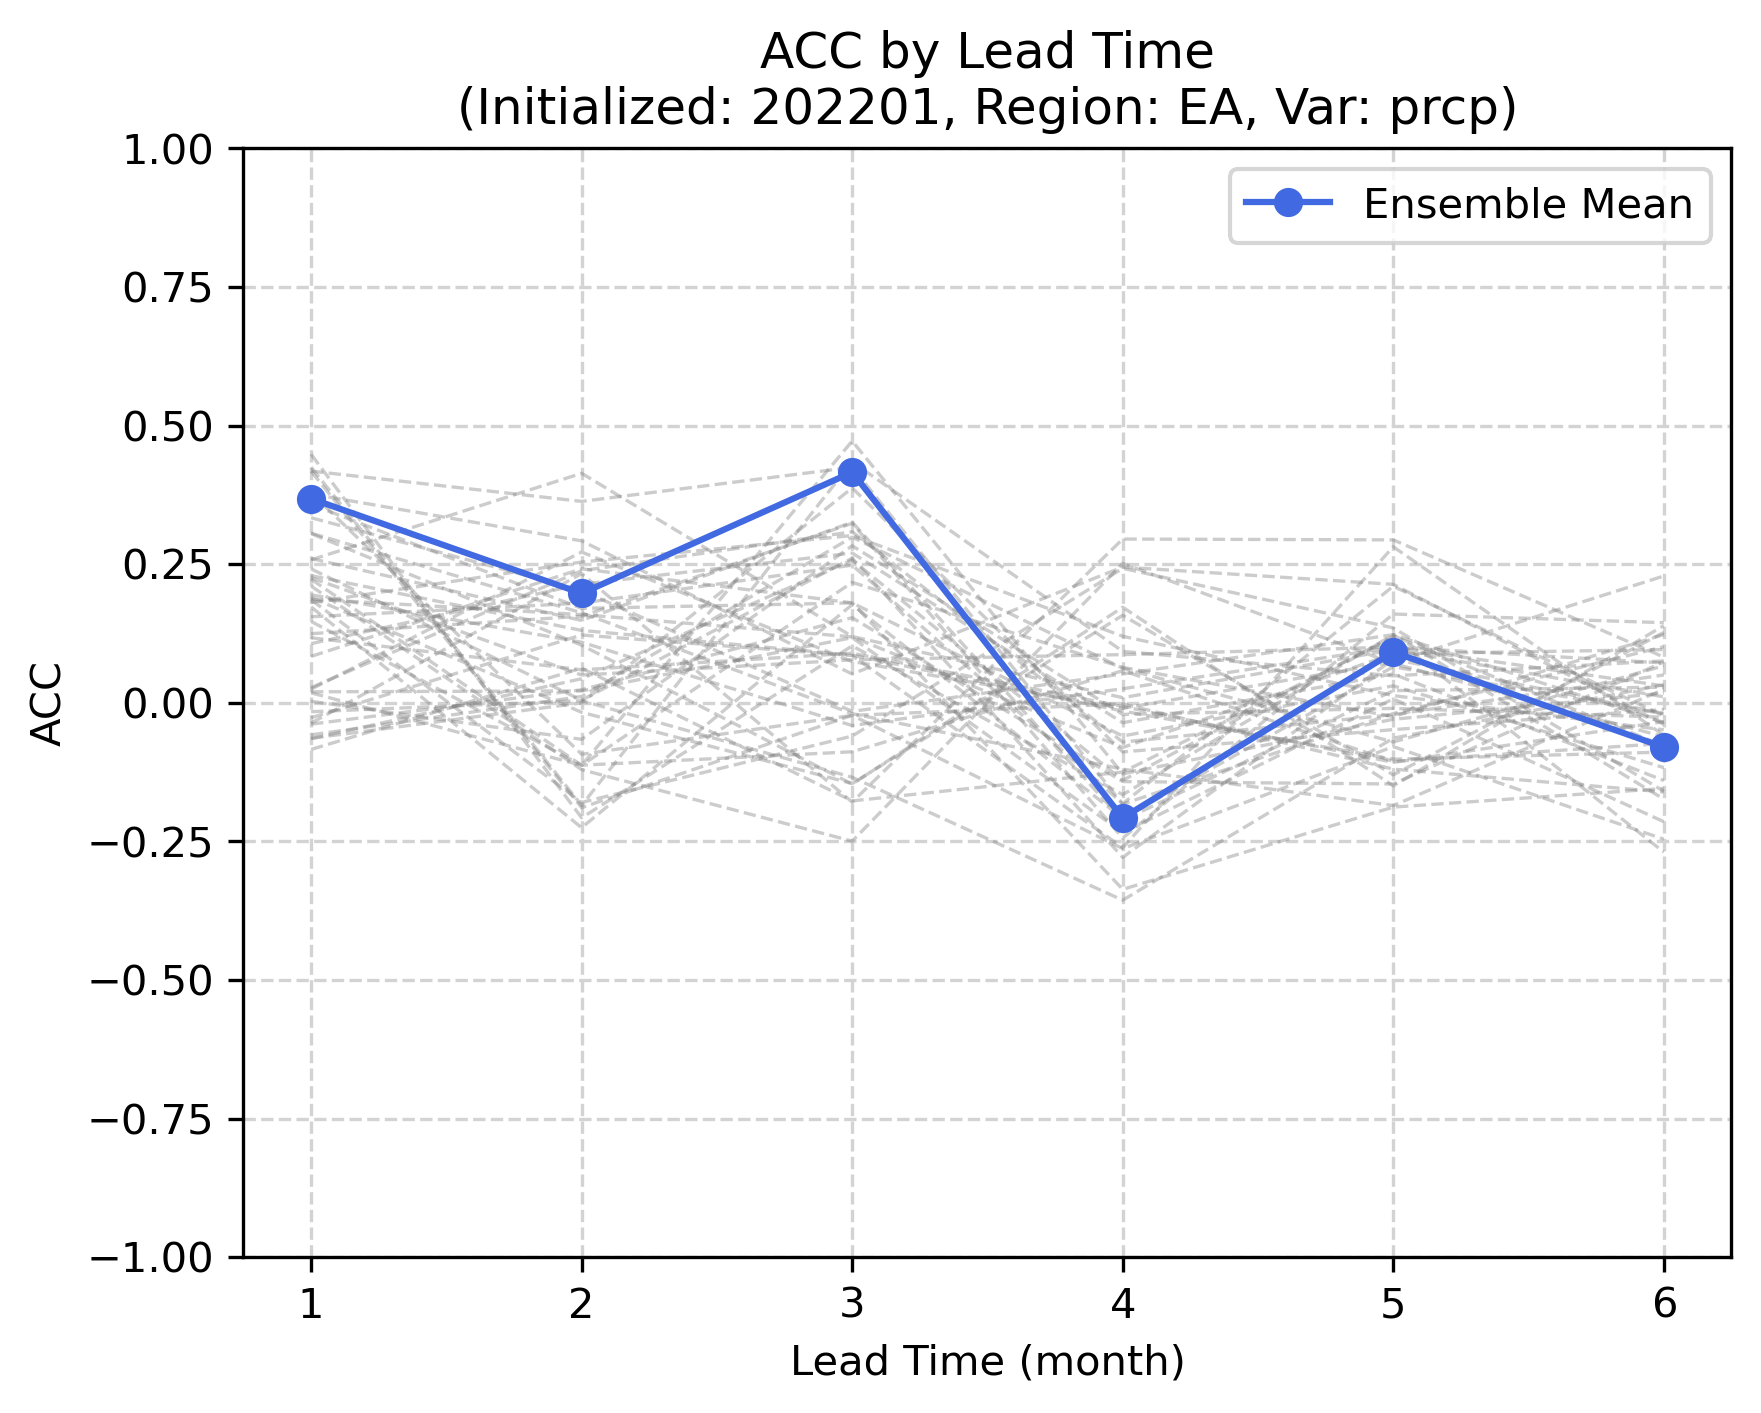 ACC by Lead Time
(Initialized: 202201, Region: EA, Var: prcp)
Ensemble Mean
ACC
1.00
0.75
0.50
0.25
0.00
−0.25
−0.50
−0.75
−1.00
1 2 3 4 5 6
Lead Time (month)